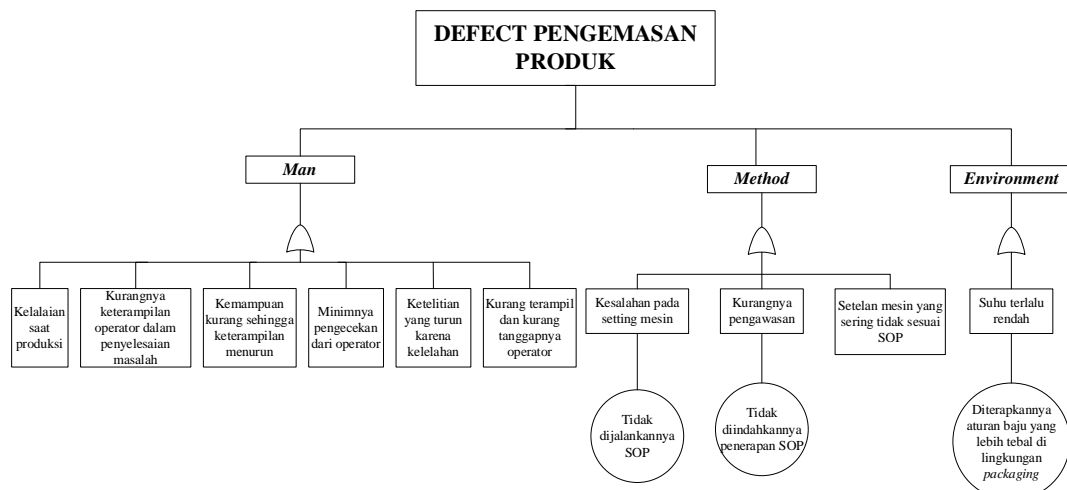 DEFECT PENGEMASAN
PRODUK
Man
Method
Environment
Kelalaian
saat
produksi
Kurangnya
keterampilan
operator dalam
penyelesaian
masalah
Kemampuan
kurang sehingga
keterampilan
menurun
Minimnya
pengecekan
dari operator
Ketelitian
yang turun
karena
kelelahan
Kurang terampil
dan kurang
tanggapnya
operator
Kesalahan pada
setting mesin
Kurangnya
pengawasan
Setelan mesin yang
sering tidak sesuai
SOP
Suhu terlalu
rendah
Tidak
dijalankannya
SOP
Tidak
diindahkannya
penerapan SOP
Diterapkannya
aturan baju yang
lebih tebal di
lingkungan
packaging